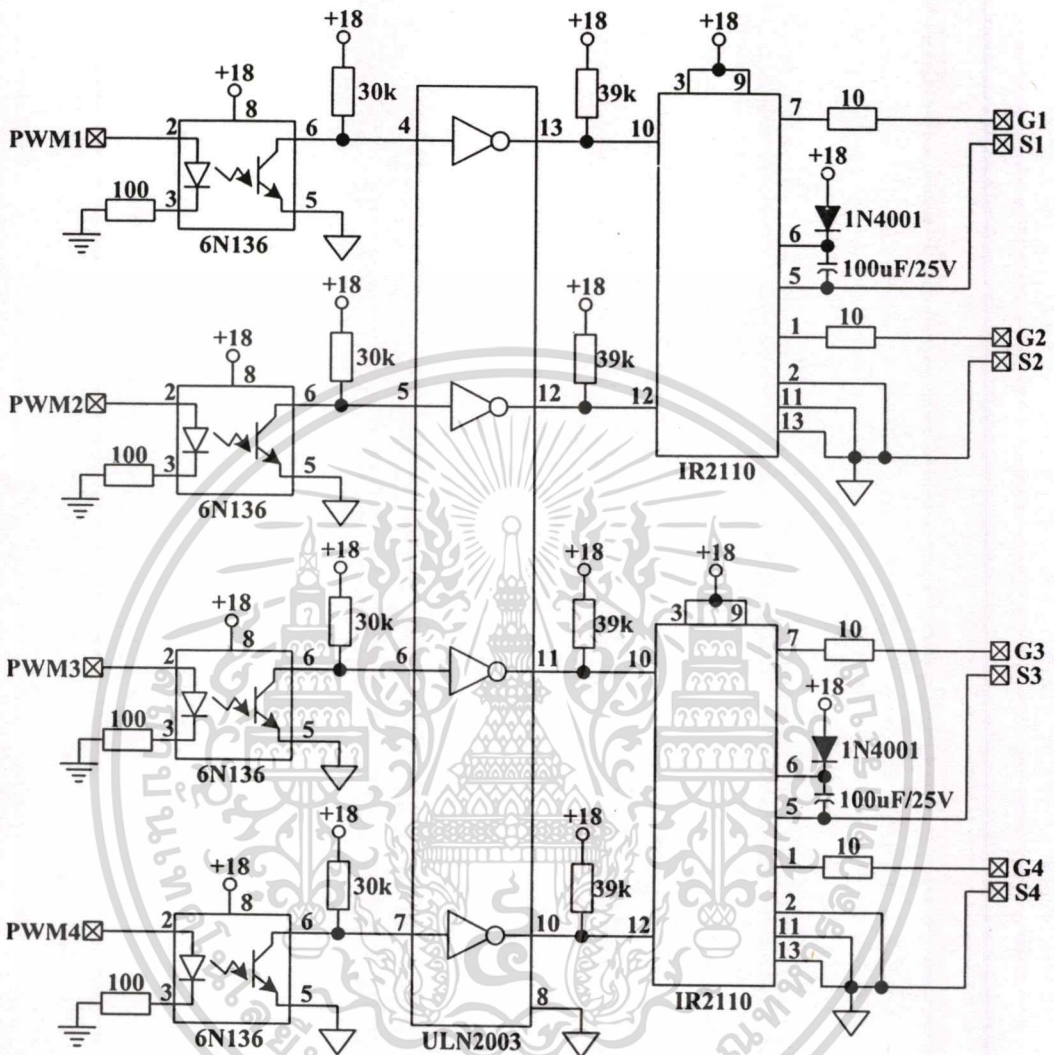 +18 +18 +18
+18 3 9
8 30k 39k 7 10
PWM1 2 6 4 13 10 G1
+18 S1
100 3 5 1N4001
6N136 6
100uF/25V
5
+18 +18 1 10 G2
+18 30k 39k S2
8 2
PWM2 2 6 5 12 12 11
13
100 3 5 IR2110
6N136
+18 +18 +18
+18 3 9
8 30k 39k 7 10
PWM3 2 6 6 11 10 G3
+18 S3
100 3 5 1N4001
6N136 6
100uF/25V
5
+18 +18 1 10 G4
+18 30k 39k S4
8 2
PWM4 2 6 7 10 12 11
13
100 3 5 8 IR2110
6N136 ULN2003